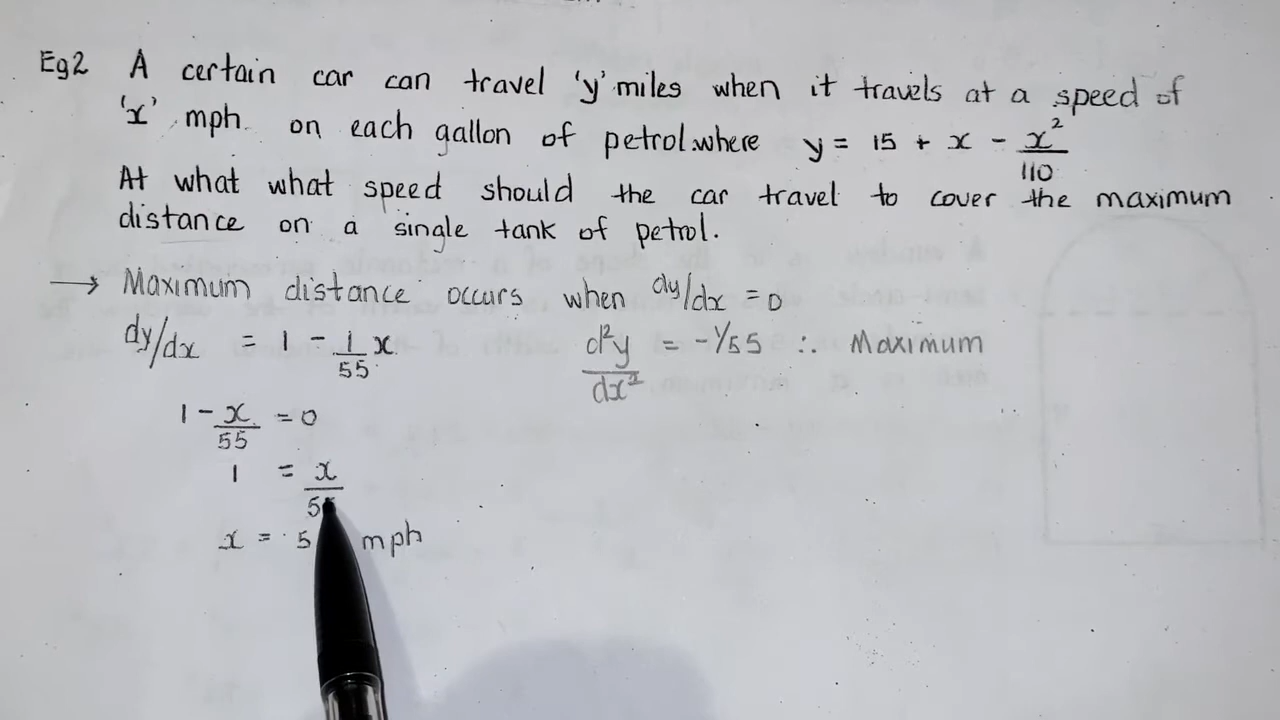 Eg2 A certain car can travel 'y' miles when it travels at a speed of
'x' mph on each gallon of petrol.where y = 15 + x - x²/110
At what what speed should the car travel to cover the maximum
distance on a single tank of petrol.
→ Maximum distance occurs when dy/dx = 0
dy/dx = 1 - 1/55 x d²y/dx² = -1/55 ∴ Maximum
1 - x/55 = 0
1 = x/55
x = 5 mph